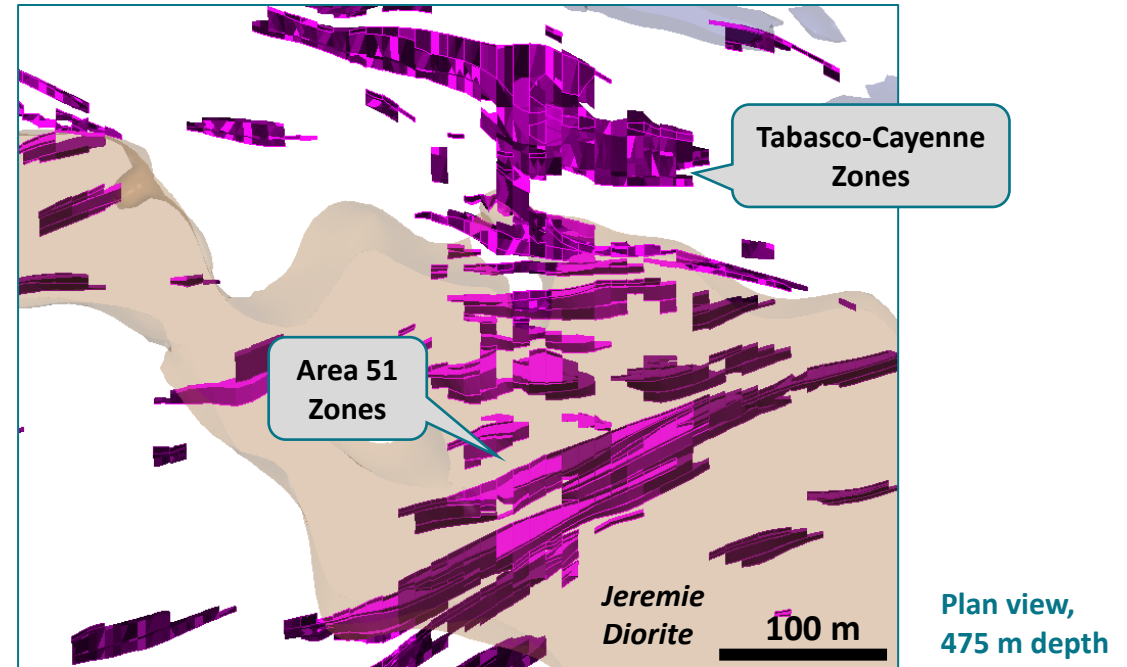 Tabasco-Cayenne
Zones
Area 51
Zones
Jeremie
Diorite
100 m
Plan view,
475 m depth